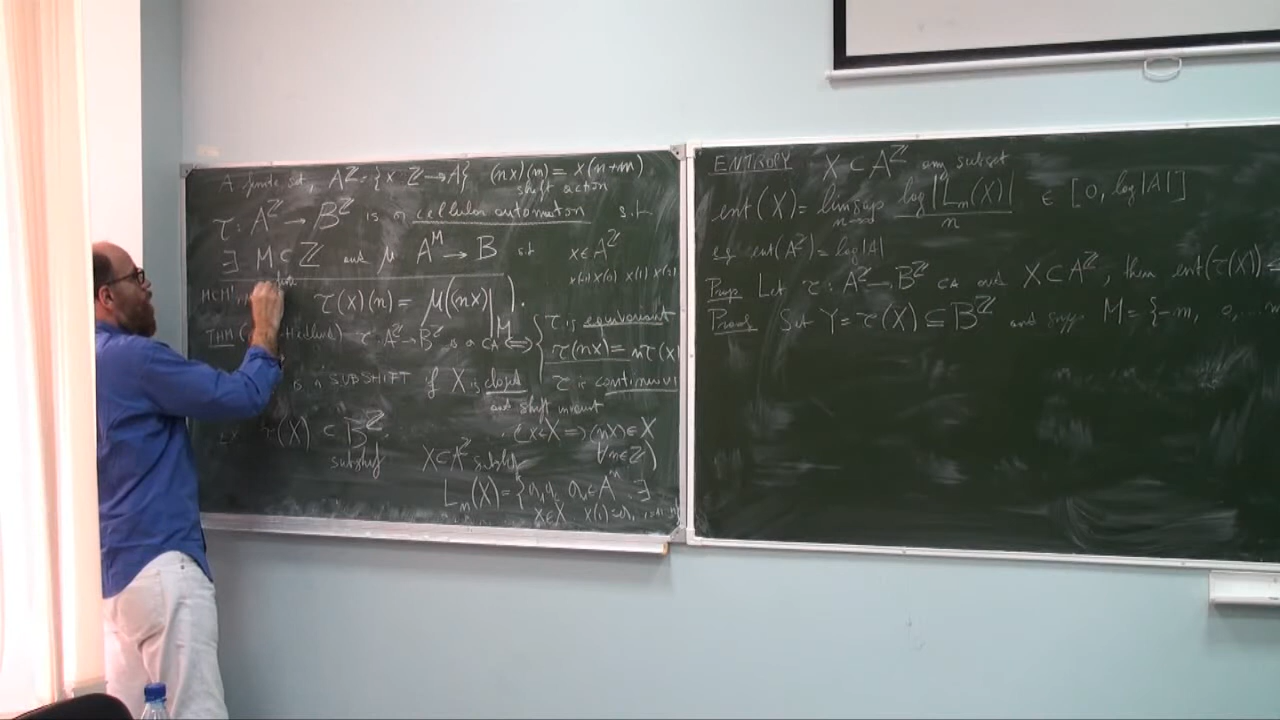 A finite set, A^ℤ = {x: ℤ → A} (nx)(m) = x(n+m)
shift action
τ: A^ℤ → B^ℤ is a cellular automaton s.t.
∃ M ⊂ ℤ and μ A^M → B st x ∈ A^ℤ
τ(x)(n) = μ((nx)|_M).
THM τ: A^ℤ → B^ℤ is a CA ⟺ { τ is equivariant
τ(nx) = nτ(x)
τ is continuous
is a SUBSHIFT if X is closed
and shift invariant
(x∈X ⟹ (nx) ∈ X
∀n∈ℤ)
τ(X) ⊂ B^ℤ
subshift X ⊂ A^ℤ subshift
L_n(X) = { ∈ A^n ∃
x∈X
ENTROPY X ⊂ A^ℤ any subset
ent(X) = limsup_{n→∞} log|L_n(X)| / n ∈ [0, log|A|]
eg ent(A^ℤ) = log|A|
Prop. Let τ: A^ℤ → B^ℤ CA and X ⊂ A^ℤ, then ent(τ(X)) ≤
Proof Set Y = τ(X) ⊆ B^ℤ and M = {-m, 0, ...